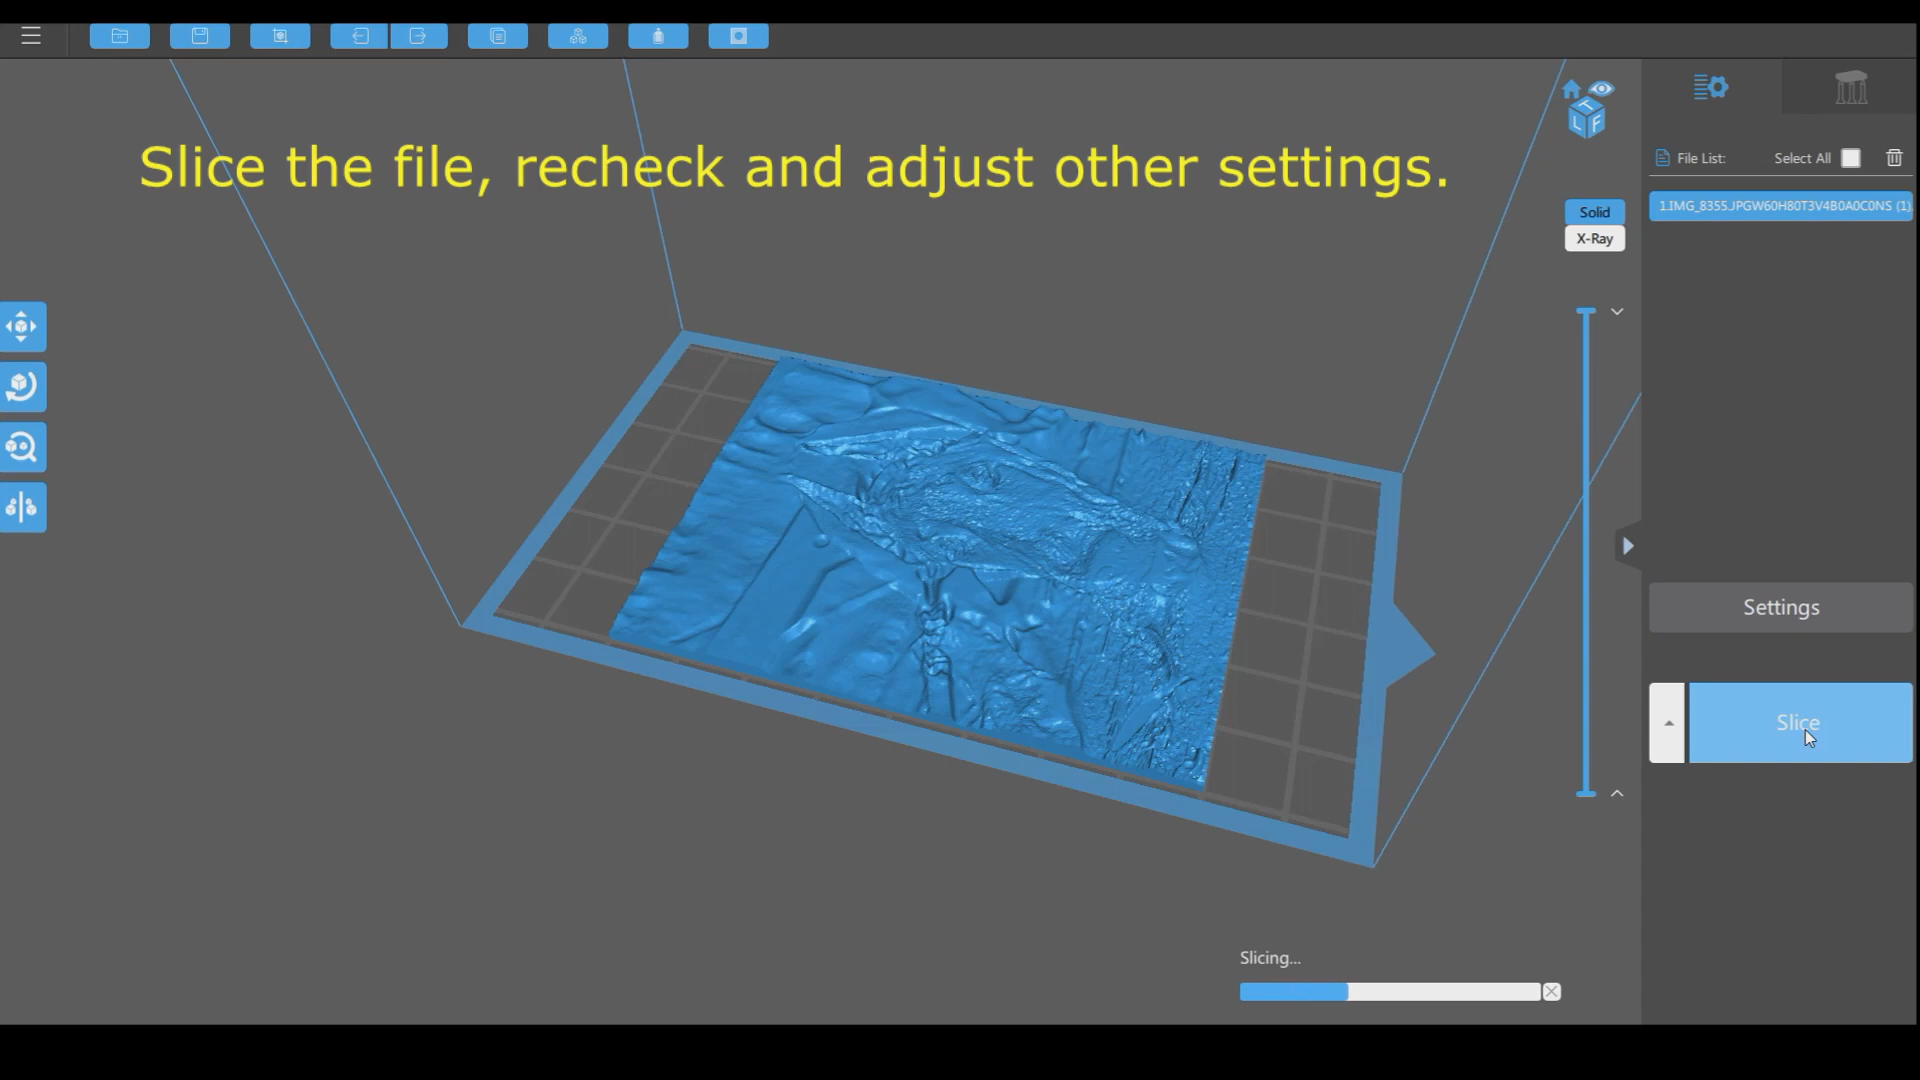 Slice the file, recheck and adjust other settings.
T
L F
File List: Select All
Solid
1.IMG_8355.JPGW60H80T3V4B0A0C0NS (1)
X-Ray
Settings
Slice
Slicing...